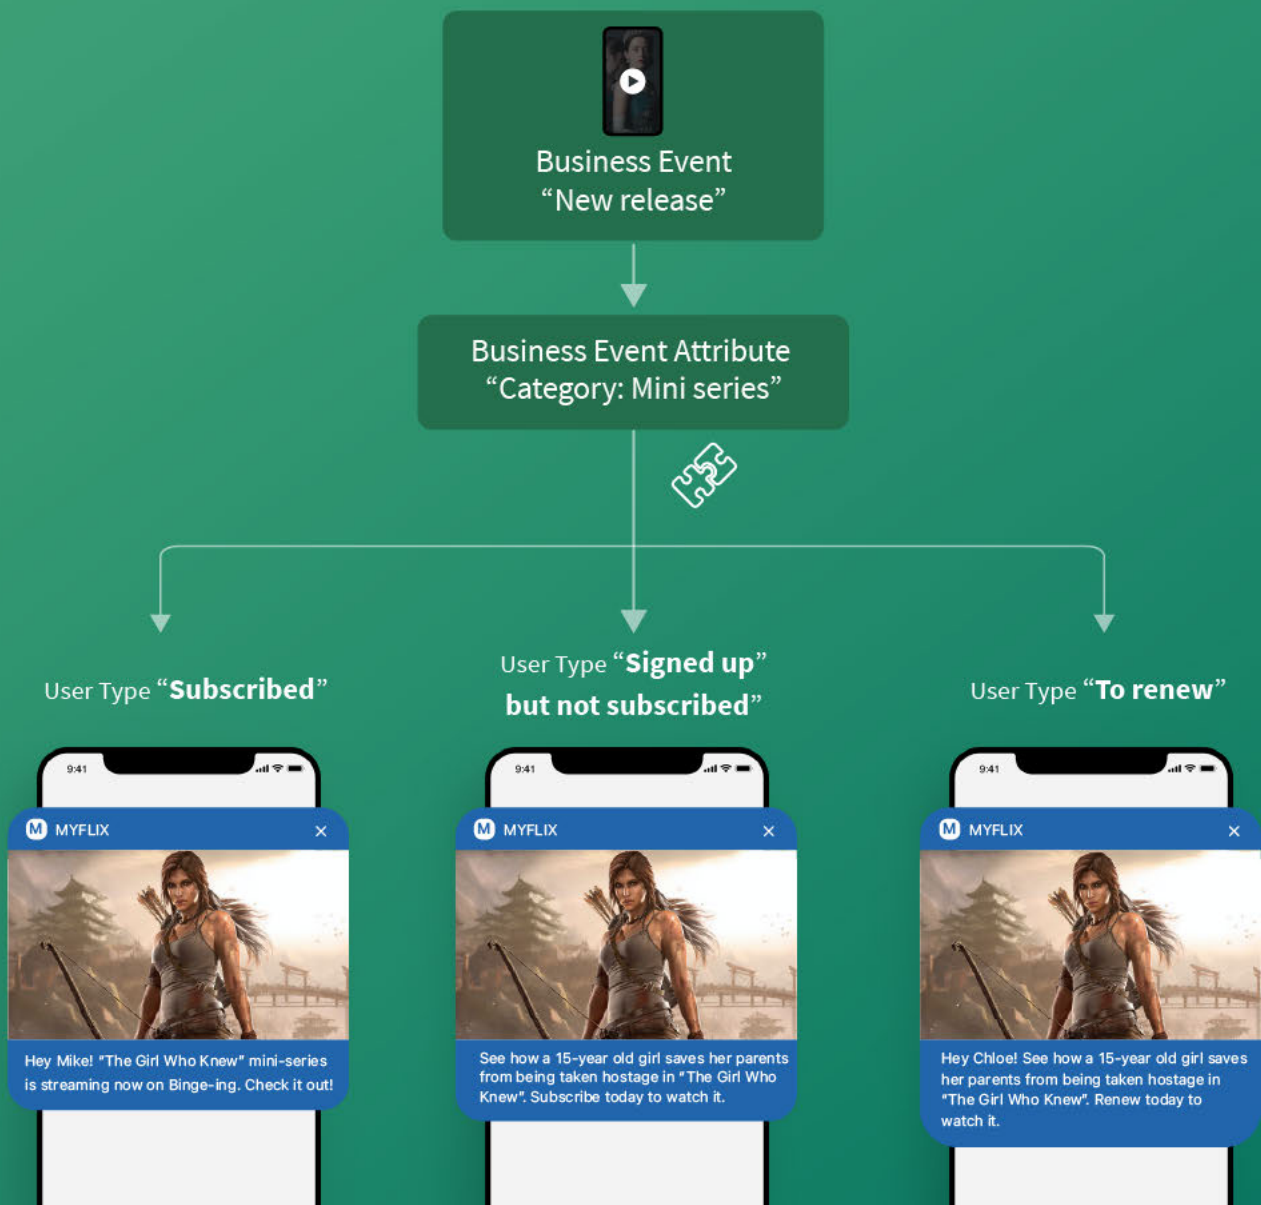 Business Event
“New release”
Business Event Attribute
“Category: Mini series”
User Type “Subscribed”
User Type “Signed up
but not subscribed”
User Type “To renew”
9:41
M MYFLIX
Hey Mike! "The Girl Who Knew" mini-series
is streaming now on Binge-ing. Check it out!
9:41
M MYFLIX
See how a 15-year old girl saves her parents
from being taken hostage in "The Girl Who
Knew". Subscribe today to watch it.
9:41
M MYFLIX
Hey Chloe! See how a 15-year old girl saves
her parents from being taken hostage in
"The Girl Who Knew". Renew today to
watch it.